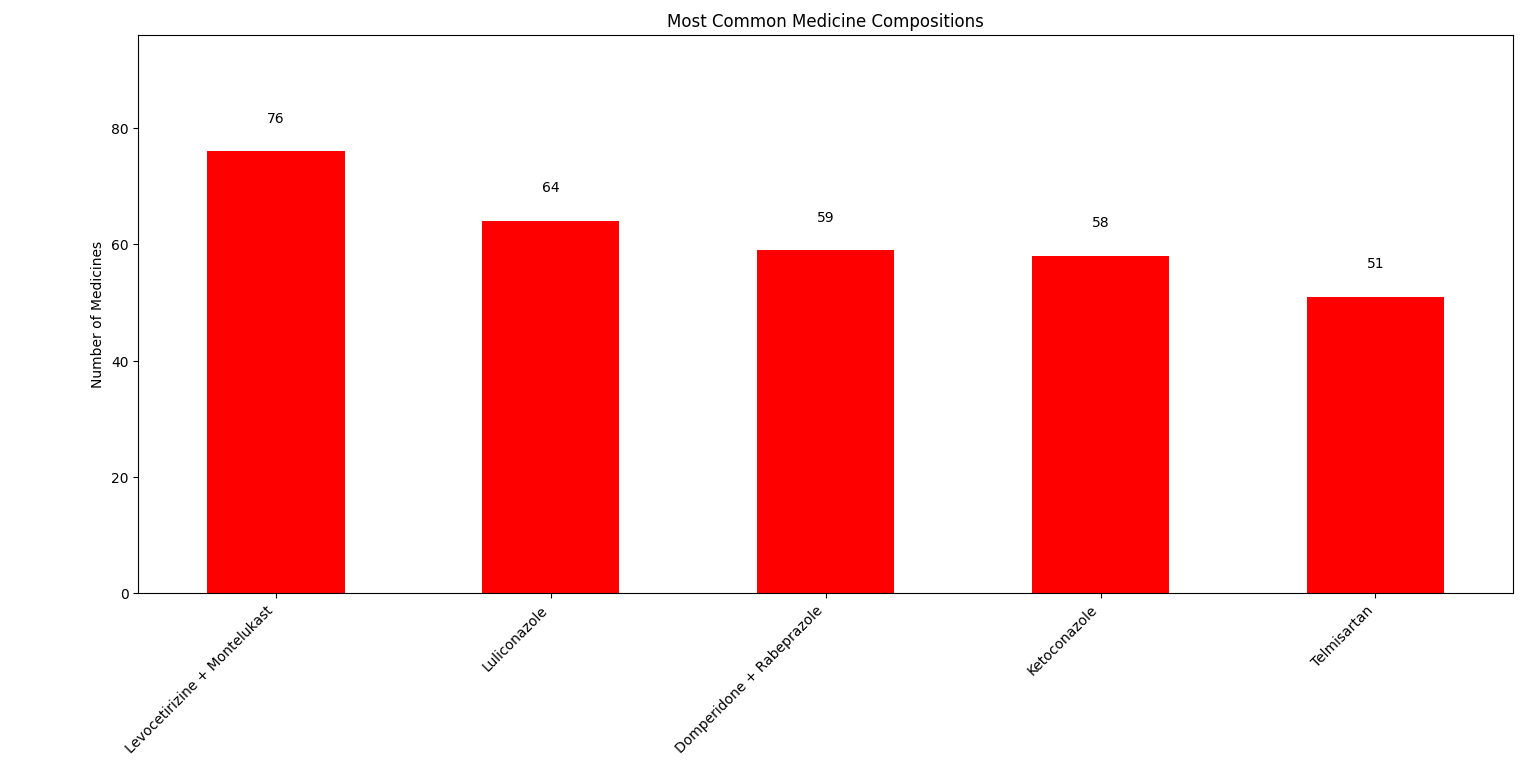 Most Common Medicine Compositions
Number of Medicines
80
60
40
20
0
76
64
59
58
51
Levocetirizine + Montelukast
Luliconazole
Domperidone + Rabeprazole
Ketoconazole
Telmisartan